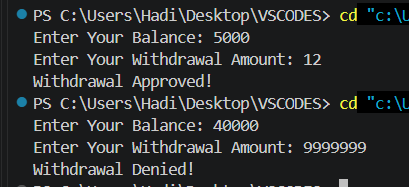 PS C:\Users\Hadi\Desktop\VSCODES> cd "c:\U
Enter Your Balance: 5000
Enter Your Withdrawal Amount: 12
Withdrawal Approved!
PS C:\Users\Hadi\Desktop\VSCODES> cd "c:\U
Enter Your Balance: 40000
Enter Your Withdrawal Amount: 9999999
Withdrawal Denied!